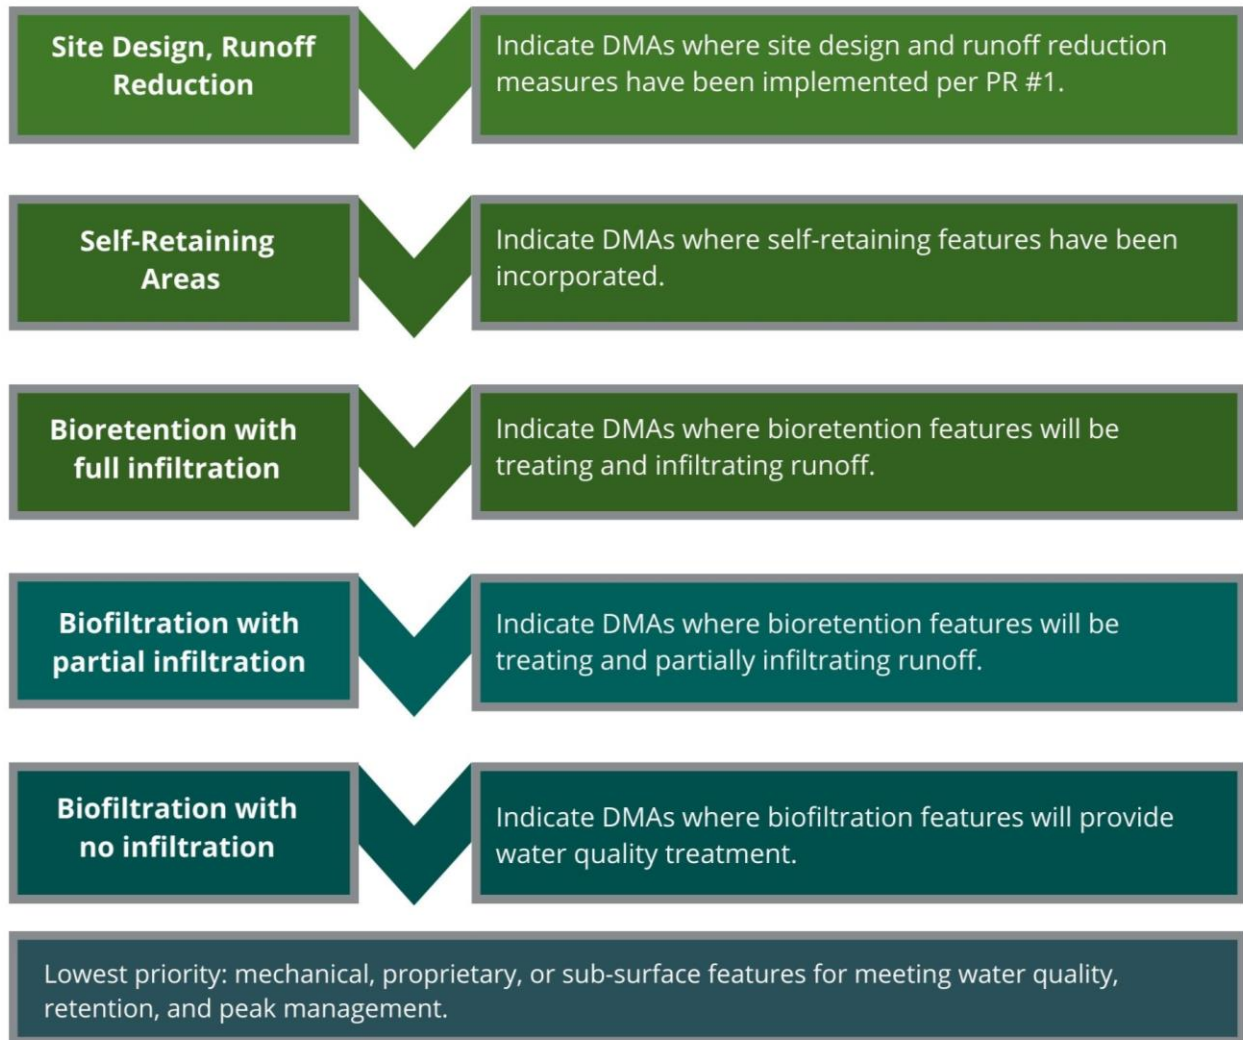 Site Design, Runoff
Reduction
Indicate DMAs where site design and runoff reduction
measures have been implemented per PR #1.
Self-Retaining
Areas
Indicate DMAs where self-retaining features have been
incorporated.
Bioretention with
full infiltration
Indicate DMAs where bioretention features will be
treating and infiltrating runoff.
Biofiltration with
partial infiltration
Indicate DMAs where bioretention features will be
treating and partially infiltrating runoff.
Biofiltration with
no infiltration
Indicate DMAs where biofiltration features will provide
water quality treatment.
Lowest priority: mechanical, proprietary, or sub-surface features for meeting water quality,
retention, and peak management.